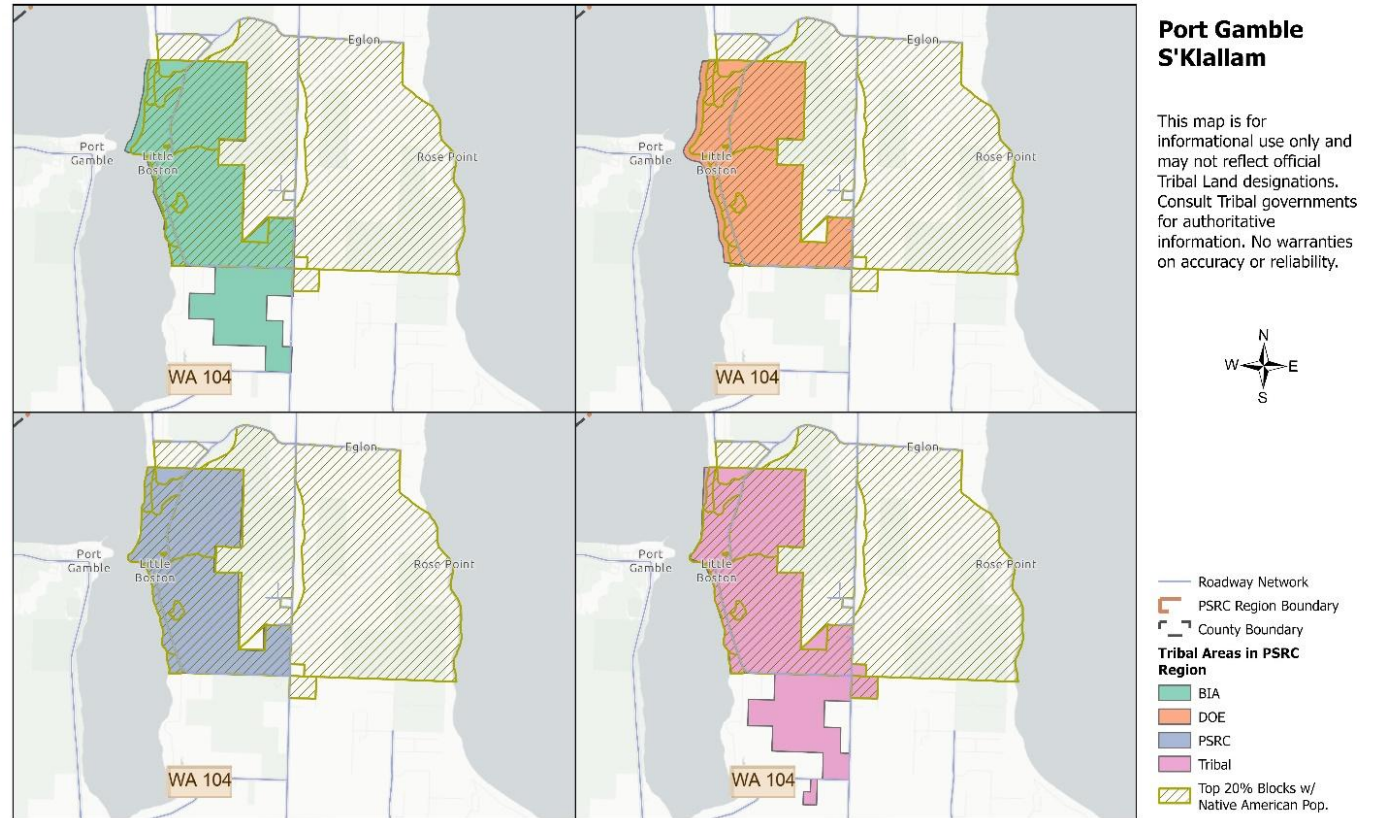 Eglon
Port
Gamble
Little
Boston
Rose Point
WA 104
Eglon
Port
Gamble
Little
Boston
Rose Point
WA 104
Eglon
Port
Gamble
Little
Boston
Rose Point
WA 104
Eglon
Port
Gamble
Little
Boston
Rose Point
WA 104
Port Gamble
S'Klallam
This map is for
informational use only and
may not reflect official
Tribal Land designations.
Consult Tribal governments
for authoritative
information. No warranties
on accuracy or reliability.
N
W
E
S
Roadway Network
PSRC Region Boundary
County Boundary
Tribal Areas in PSRC
Region
BIA
DOE
PSRC
Tribal
Top 20% Blocks w/
Native American Pop.